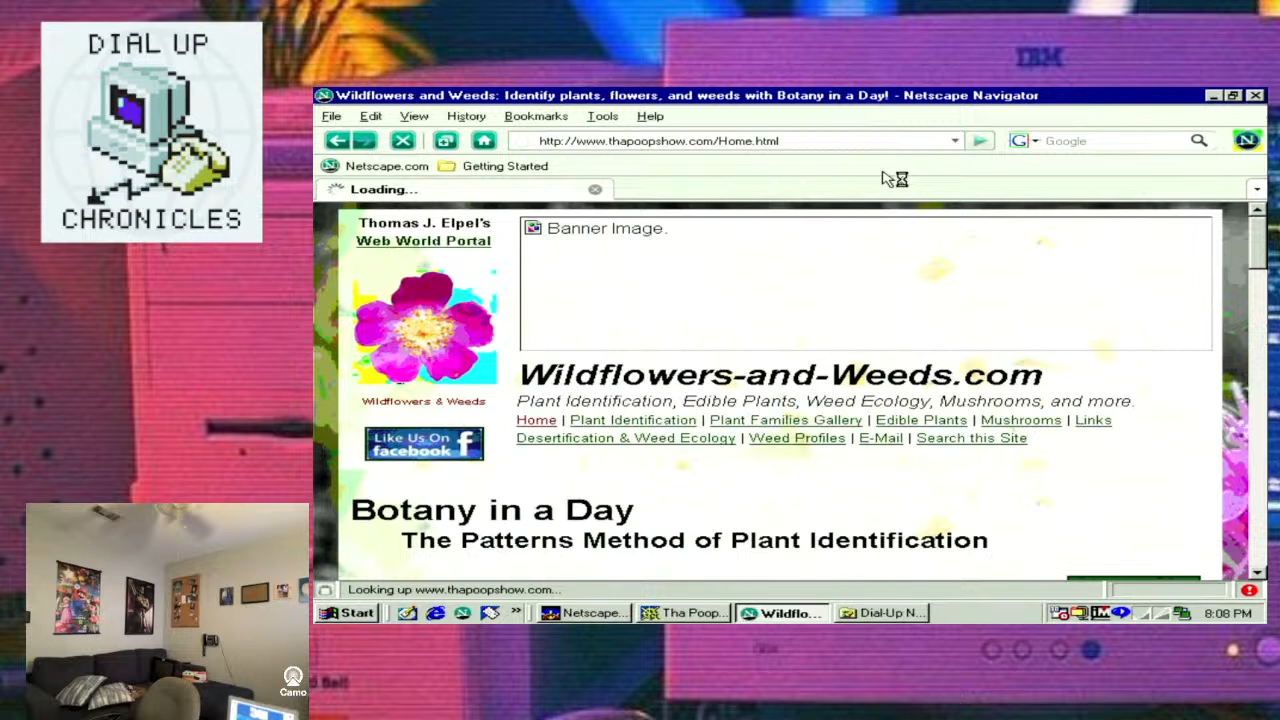 DIAL UP
CHRONICLES
IBM
Wildflowers and Weeds: Identify plants, flowers, and weeds with Botany in a Day! - Netscape Navigator
File Edit View History Bookmarks Tools Help
http://www.thapoopshow.com/Home.html
G Google
N
Netscape.com Getting Started
Loading...
Thomas J. Elpel's
Web World Portal
Banner Image.
Wildflowers & Weeds
Like Us On
facebook f
Wildflowers-and-Weeds.com
Plant Identification, Edible Plants, Weed Ecology, Mushrooms, and more.
Home | Plant Identification | Plant Families Gallery | Edible Plants | Mushrooms | Links
Desertification & Weed Ecology | Weed Profiles | E-Mail | Search this Site
Botany in a Day
The Patterns Method of Plant Identification
Looking up www.thapoopshow.com...
Start » Netscape... Tha Poop... Wildflo... Dial-Up N... 8:08 PM
Camo
Bell